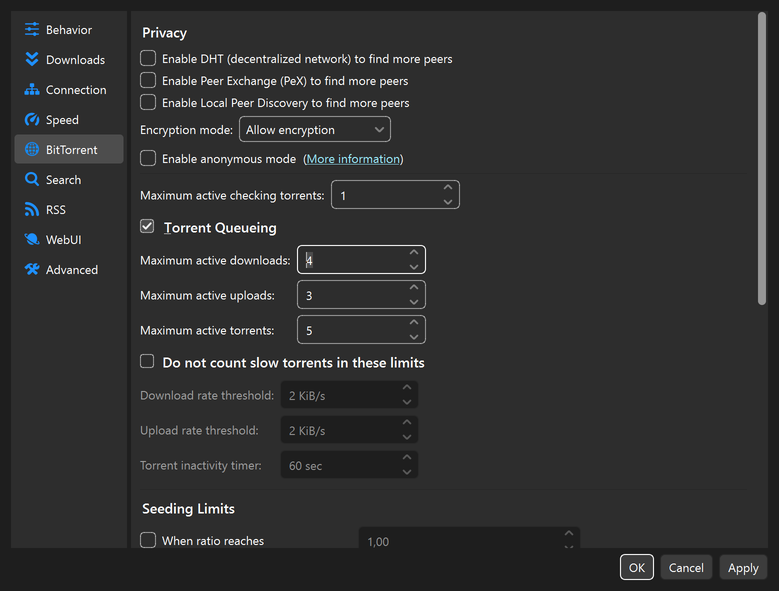 Behavior
Downloads
Connection
Speed
BitTorrent
Search
RSS
WebUI
Advanced
Privacy
Enable DHT (decentralized network) to find more peers
Enable Peer Exchange (PeX) to find more peers
Enable Local Peer Discovery to find more peers
Encryption mode: Allow encryption
Enable anonymous mode (More information)
Maximum active checking torrents: 1
Torrent Queueing
Maximum active downloads: 4
Maximum active uploads: 3
Maximum active torrents: 5
Do not count slow torrents in these limits
Download rate threshold: 2 KiB/s
Upload rate threshold: 2 KiB/s
Torrent inactivity timer: 60 sec
Seeding Limits
When ratio reaches 1,00
OK Cancel Apply